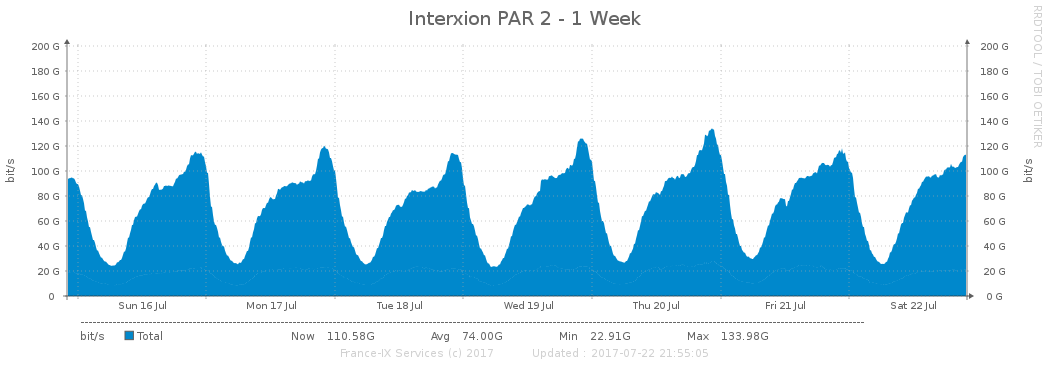 Interxion PAR 2 - 1 Week
RRDTOOL / TOBI OETIKER
bit/s
200 G
180 G
160 G
140 G
120 G
100 G
80 G
60 G
40 G
20 G
0
200 G
180 G
160 G
140 G
120 G
100 G
80 G
60 G
40 G
20 G
0 G
bit/s
Sun 16 Jul Mon 17 Jul Tue 18 Jul Wed 19 Jul Thu 20 Jul Fri 21 Jul Sat 22 Jul
bit/s Total Now 110.58G Avg 74.00G Min 22.91G Max 133.98G
France-IX Services (c) 2017 Updated : 2017-07-22 21:55:05